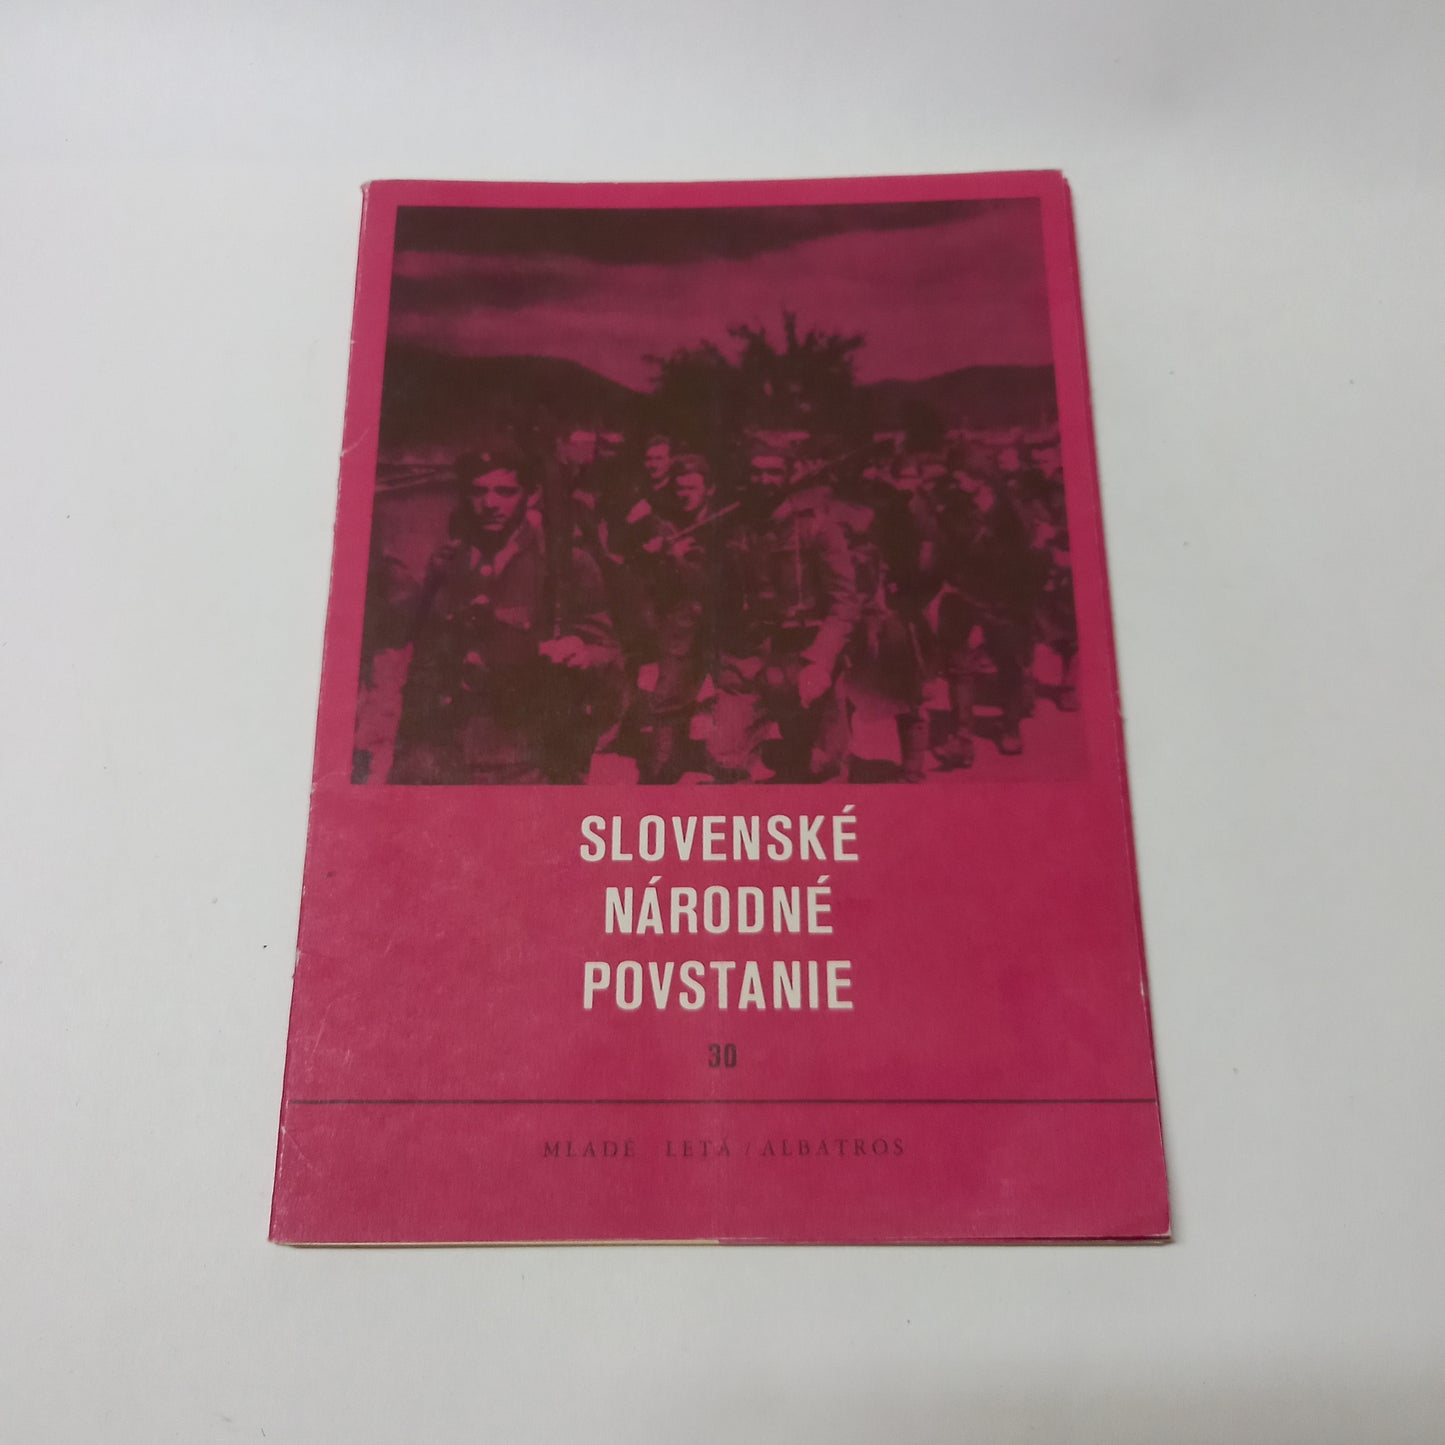 SLOVENSKÉ
NÁRODNÉ
POVSTANIE
30
MLADÉ LETÁ / ALBATROS